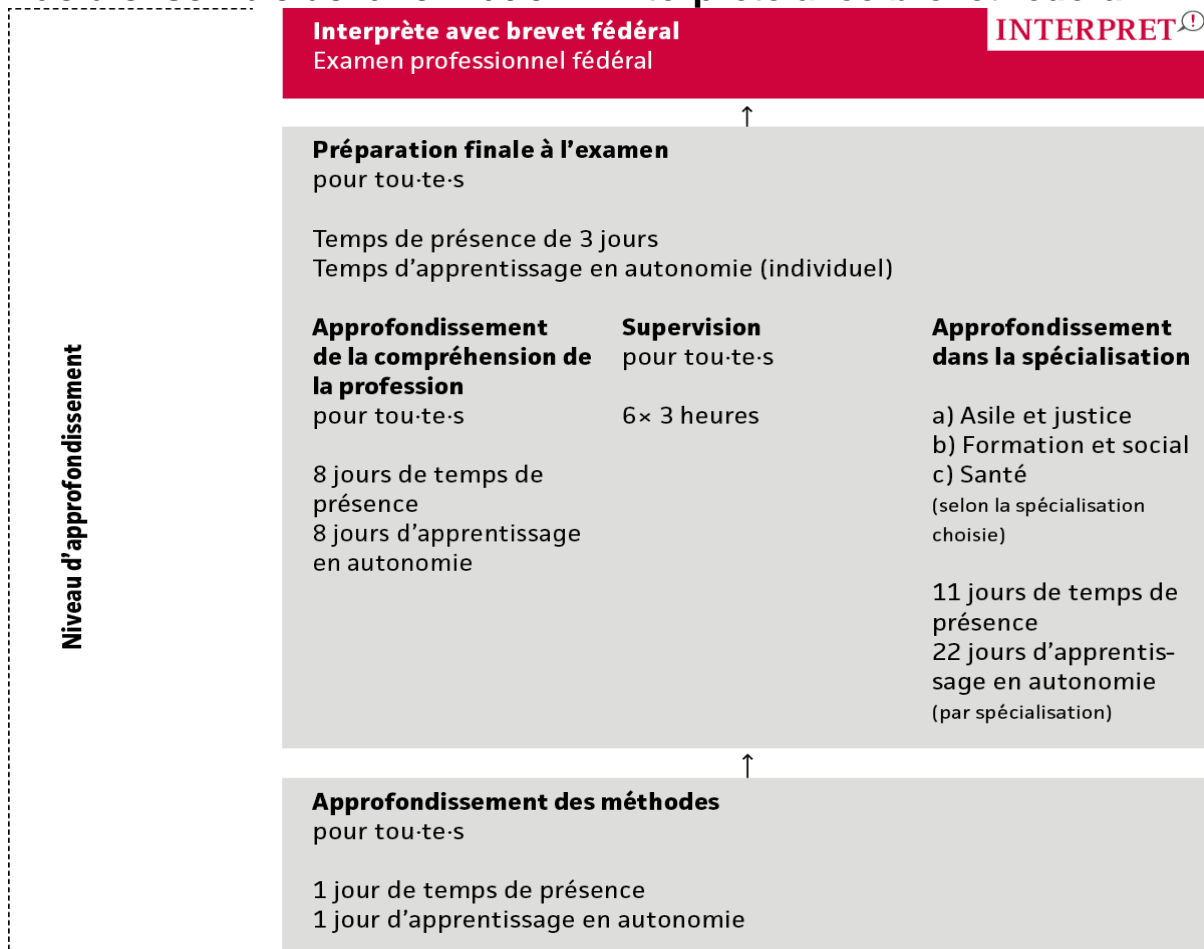 Interprète avec brevet fédéral
Examen professionnel fédéral
INTERPRET
Préparation finale à l'examen
pour tou·te·s
Temps de présence de 3 jours
Temps d'apprentissage en autonomie (individuel)
Approfondissement
de la compréhension de
la profession
pour tou·te·s
8 jours de temps de
présence
8 jours d'apprentissage
en autonomie
Supervision
pour tou·te·s
6× 3 heures
Approfondissement
dans la spécialisation
a) Asile et justice
b) Formation et social
c) Santé
(selon la spécialisation
choisie)
11 jours de temps de
présence
22 jours d'apprentis-
sage en autonomie
(par spécialisation)
Niveau d'approfondissement
Approfondissement des méthodes
pour tou·te·s
1 jour de temps de présence
1 jour d'apprentissage en autonomie